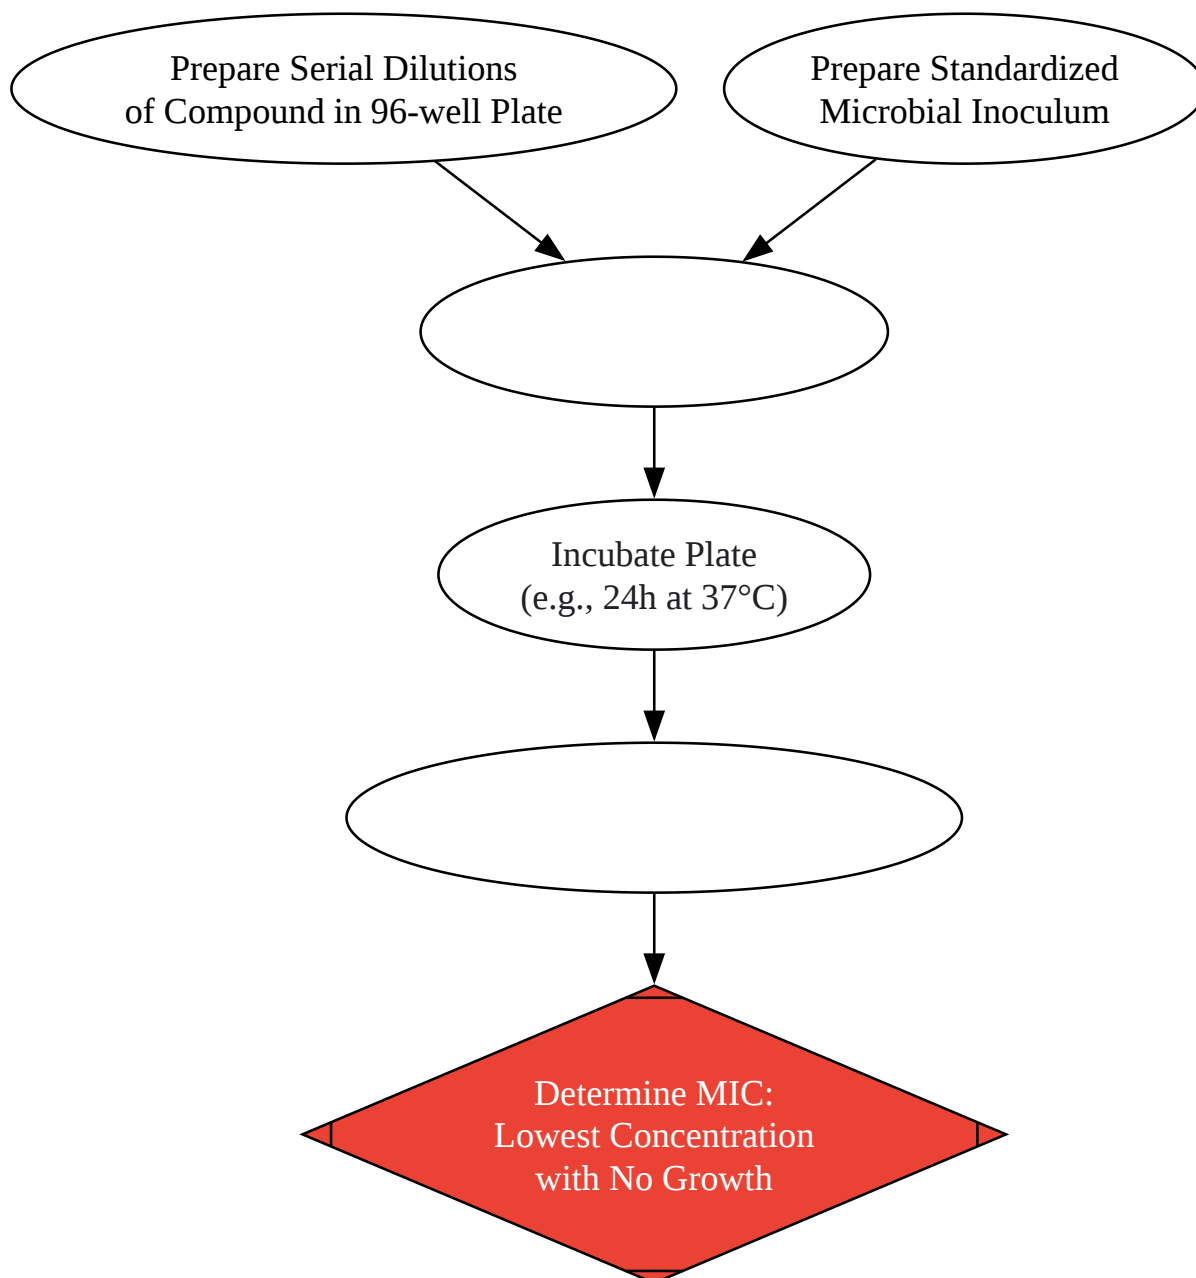 Prepare Serial Dilutions
of Compound in 96-well Plate
Prepare Standardized
Microbial Inoculum
Incubate Plate
(e.g., 24h at 37°C)
Determine MIC:
Lowest Concentration
with No Growth